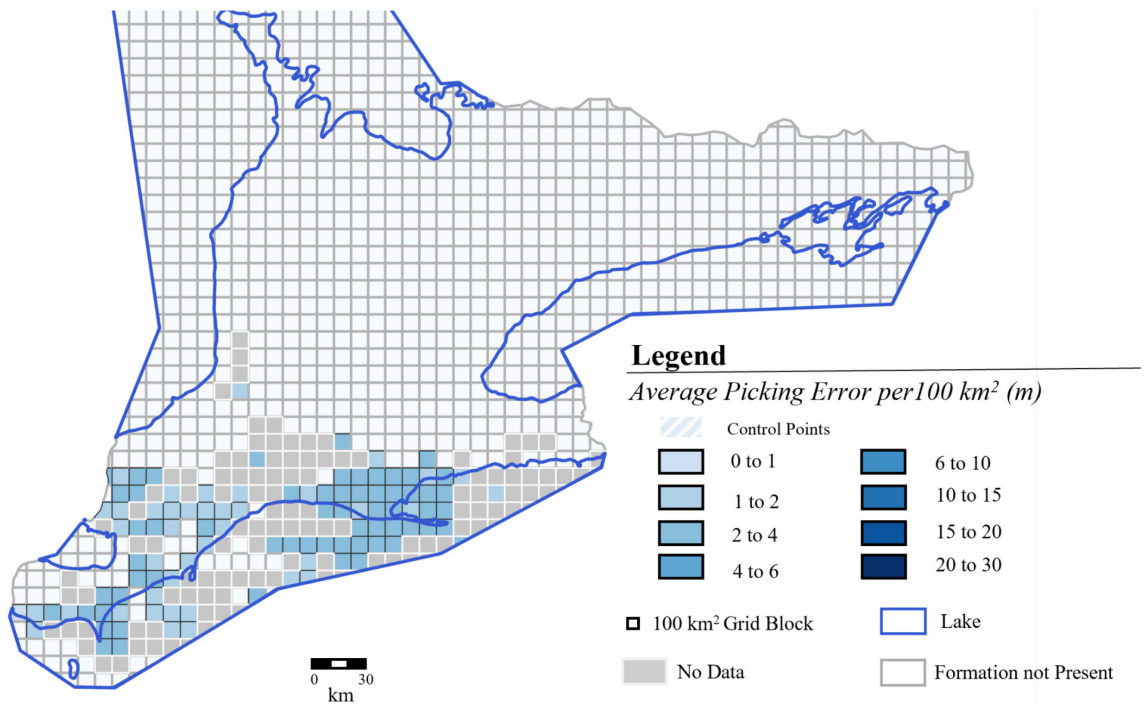 Legend
Average Picking Error per100 km² (m)
Control Points
0 to 1
6 to 10
1 to 2
10 to 15
2 to 4
15 to 20
4 to 6
20 to 30
100 km² Grid Block
Lake
No Data
Formation not Present
0 30
km